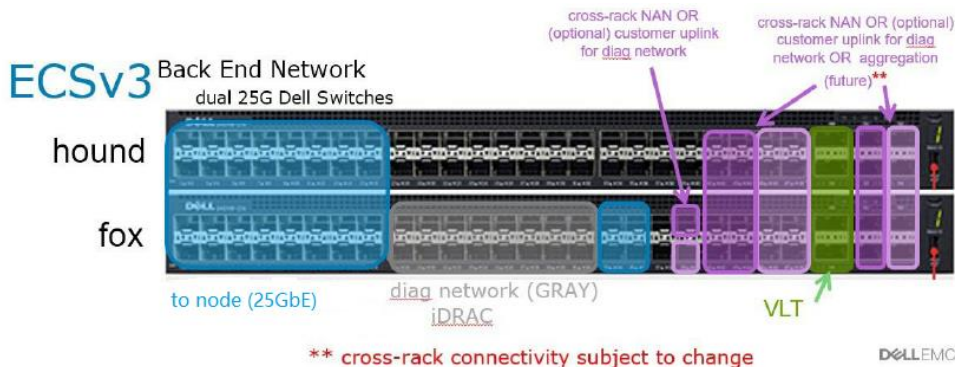 cross-rack NAN OR
(optional) customer uplink
for diag network
cross-rack NAN OR (optional)
customer uplink for diag
network OR aggregation
(future)**
ECSv3 Back End Network
dual 25G Dell Switches
hound
fox
DELL
DELL
to node (25GbE)
diag network (GRAY)
iDRAC
VLT
** cross-rack connectivity subject to change
DELLEMC